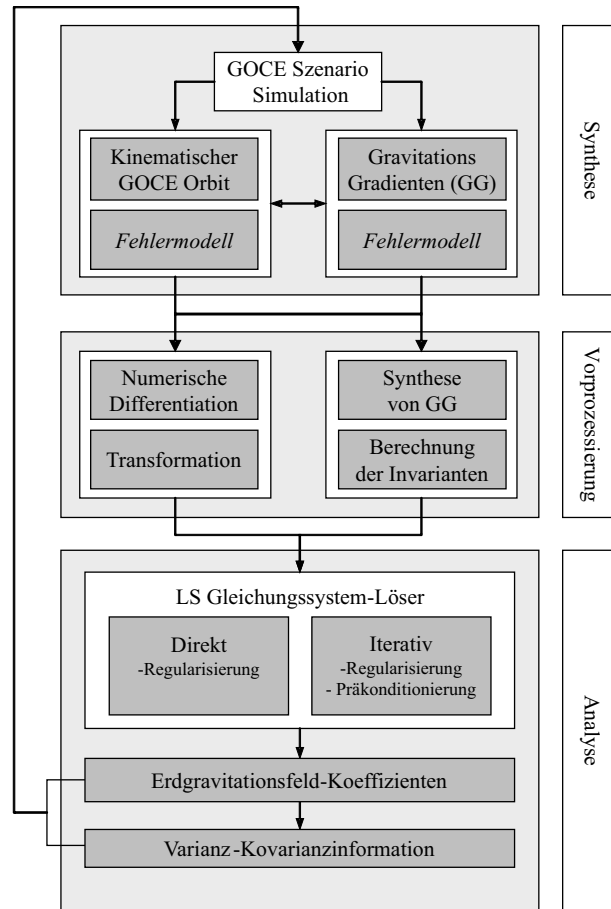 GOCE Szenario
Simulation
Kinematischer
GOCE Orbit
Fehlermodell
Gravitations
Gradienten (GG)
Fehlermodell
Synthese
Numerische
Differentiation
Transformation
Synthese
von GG
Berechnung
der Invarianten
Vorprozessierung
LS Gleichungssystem-Löser
Direkt
-Regularisierung
Iterativ
-Regularisierung
- Präkonditionierung
Erdgravitationsfeld-Koeffizienten
Varianz-Kovarianzinformation
Analyse